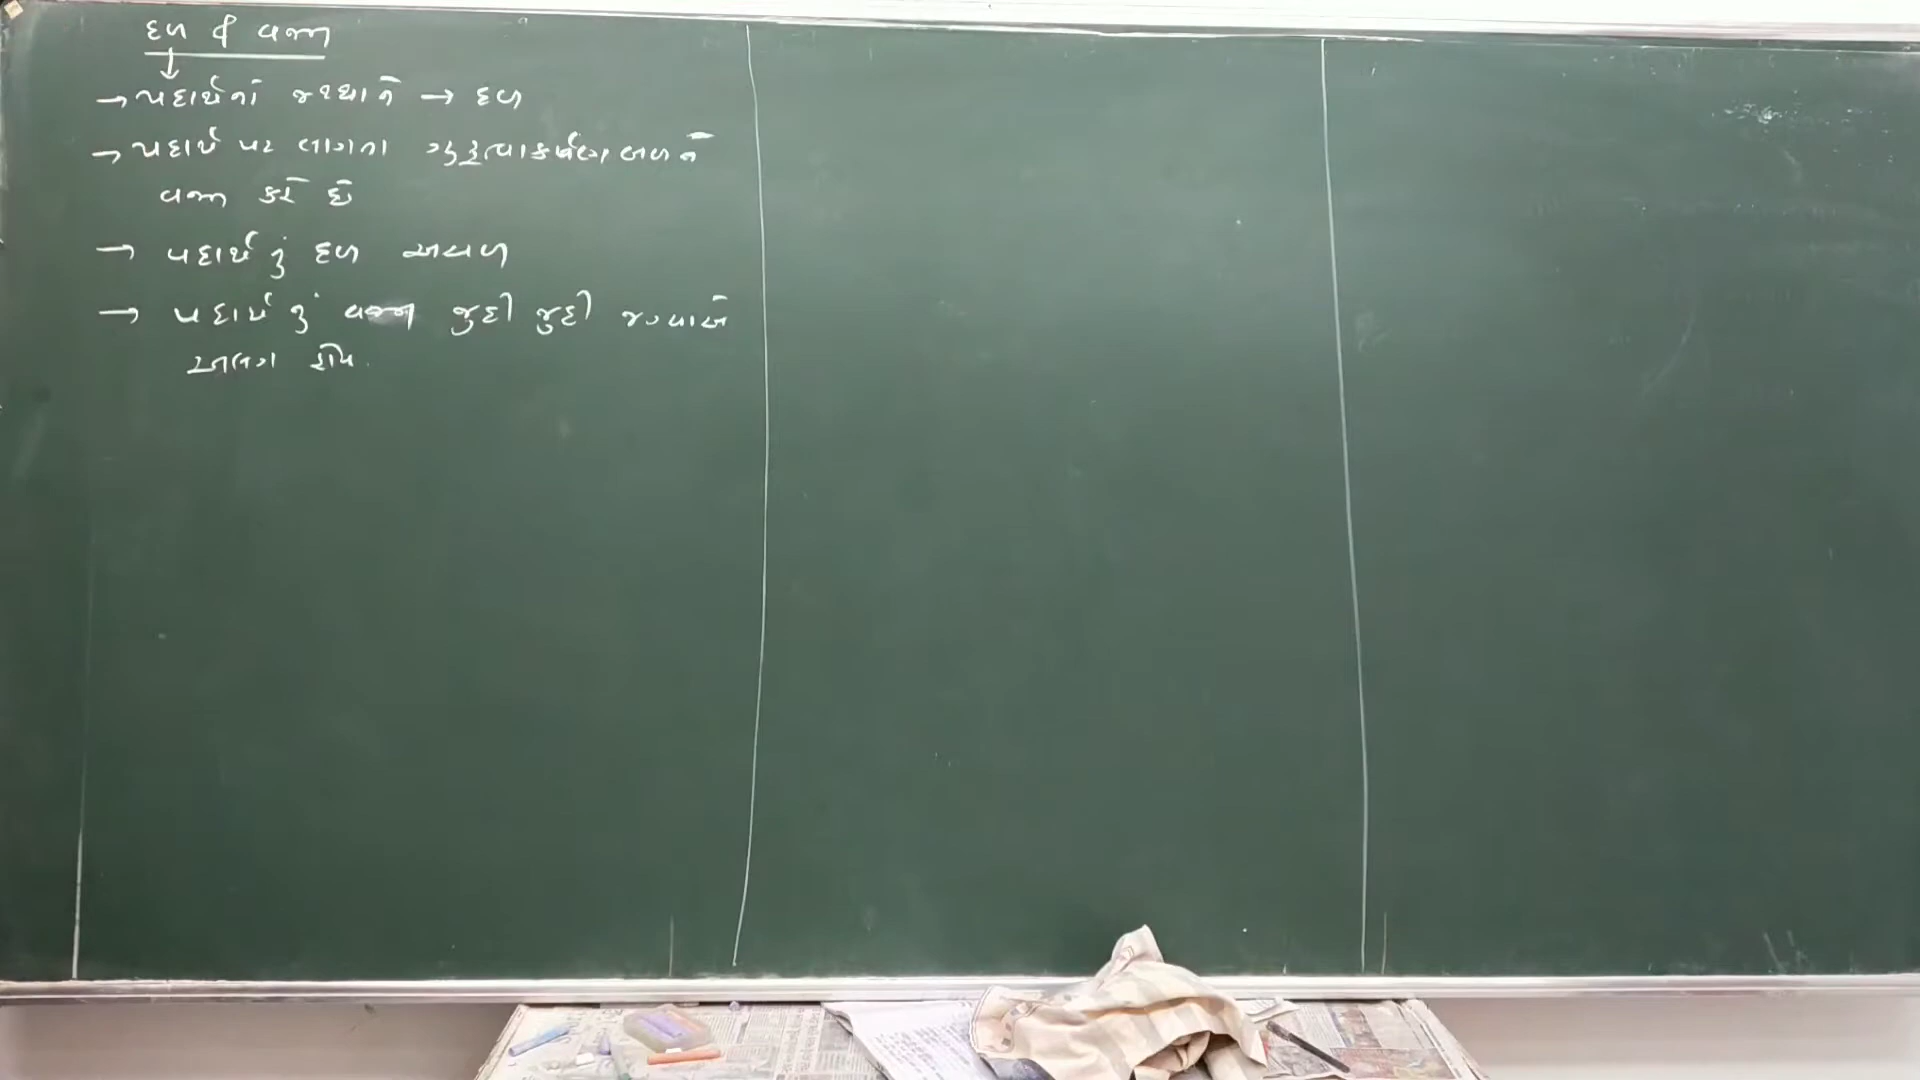 દળ ને વજન
→ પદાર્થનાં જથ્થાને → દળ
→ પદાર્થ પર લાગતા ગુરૂત્વાકર્ષણ બળને
વજન કહે છે
→ પદાર્થનું દળ અચળ
→ પદાર્થનું વજન જુદી જુદી જગ્યાએ
અલગ હોય.